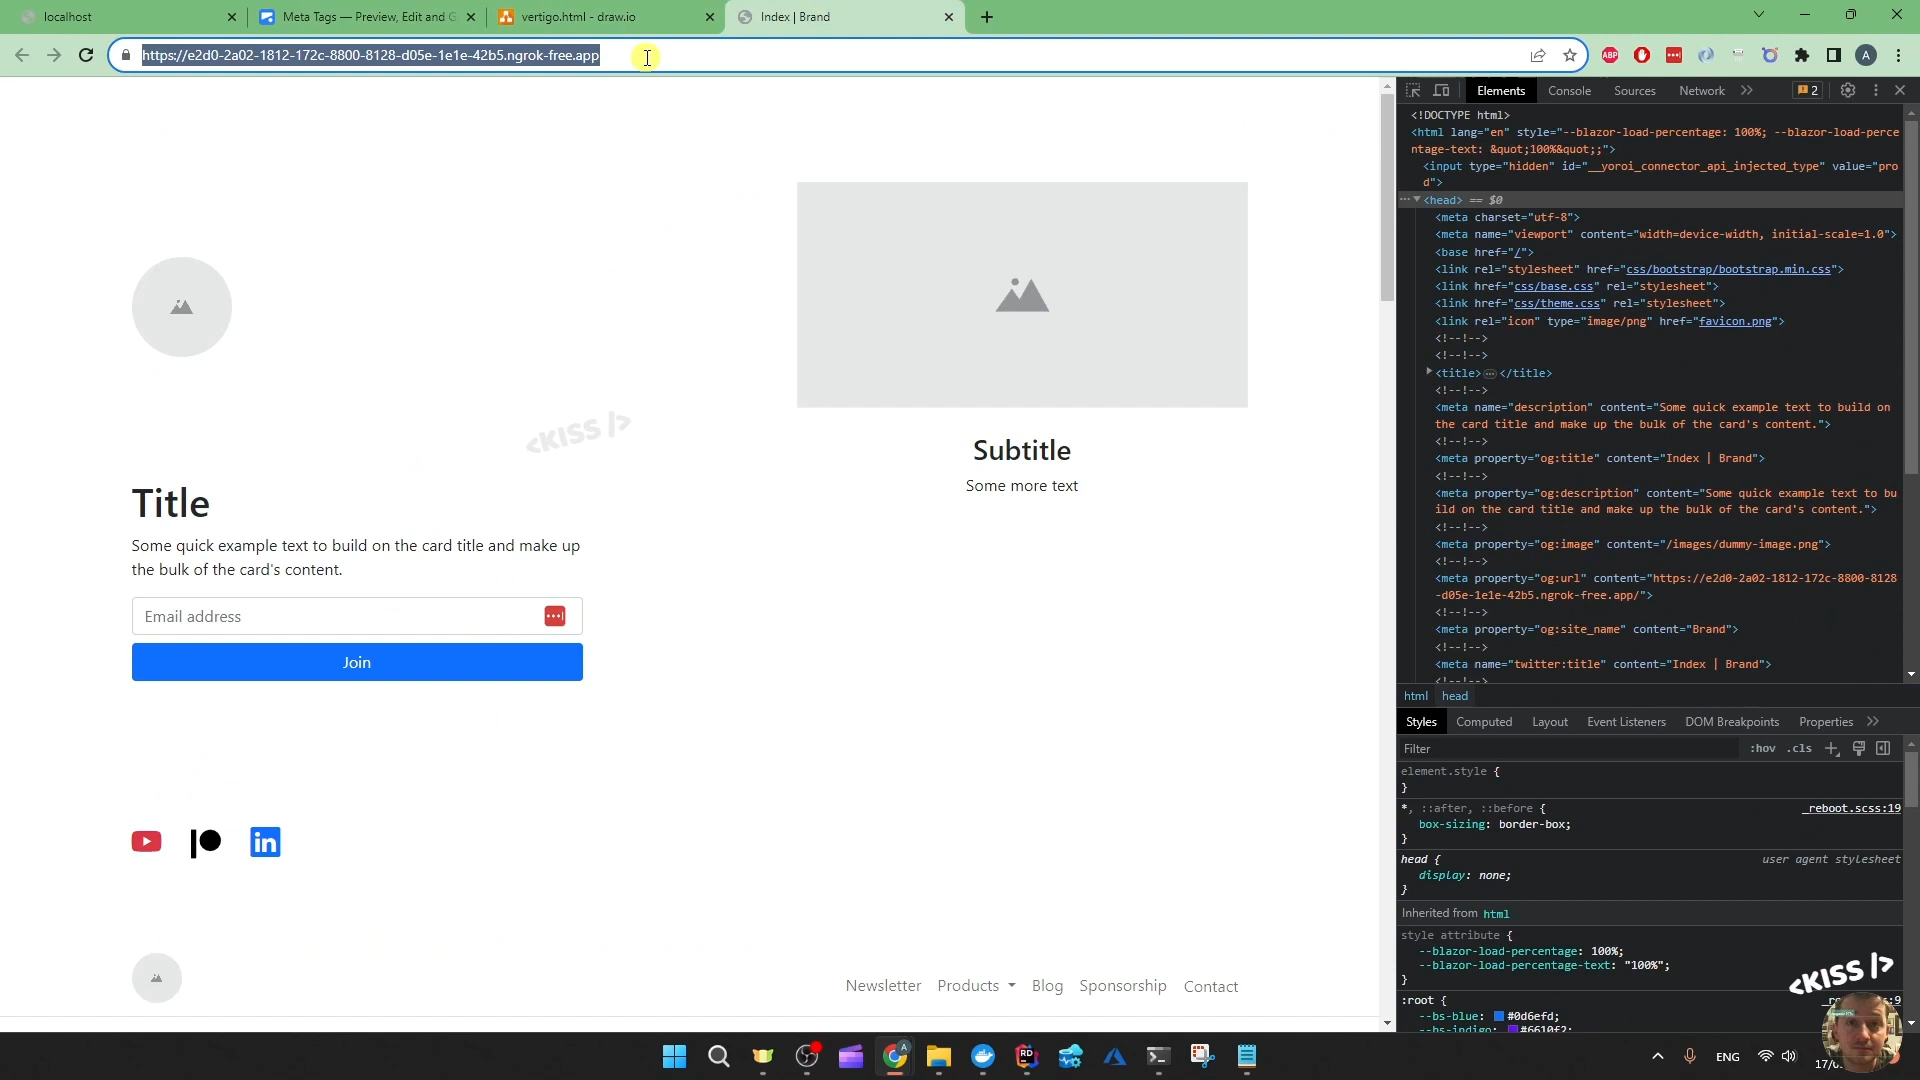 localhost
Meta Tags — Preview, Edit and G
vertigo.html - draw.io
Index | Brand
https://e2d0-2a02-1812-172c-8800-8128-d05e-1e1e-42b5.ngrok-free.app
ABP
A
Elements
Console
Sources
Network
2
<!DOCTYPE html>
<html lang="en" style="--blazor-load-percentage: 100%; --blazor-load-perce
ntage-text: &quot;100%&quot;;">
<input type="hidden" id="__yoroi_connector_api_injected_type" value="pro
d">
<head> == $0
<meta charset="utf-8">
<meta name="viewport" content="width=device-width, initial-scale=1.0">
<base href="/">
<link rel="stylesheet" href="css/bootstrap/bootstrap.min.css">
<link href="css/base.css" rel="stylesheet">
<link href="css/theme.css" rel="stylesheet">
<link rel="icon" type="image/png" href="favicon.png">
<!--!-->
<!--!-->
<title> </title>
<!--!-->
<meta name="description" content="Some quick example text to build on
the card title and make up the bulk of the card's content.">
<!--!-->
<meta property="og:title" content="Index | Brand">
<!--!-->
<meta property="og:description" content="Some quick example text to bu
ild on the card title and make up the bulk of the card's content.">
<!--!-->
<meta property="og:image" content="/images/dummy-image.png">
<!--!-->
<meta property="og:url" content="https://e2d0-2a02-1812-172c-8800-8128
-d05e-1e1e-42b5.ngrok-free.app/">
<!--!-->
<meta property="og:site_name" content="Brand">
<!--!-->
<meta name="twitter:title" content="Index | Brand">
<!--!-->
html
head
Styles
Computed
Layout
Event Listeners
DOM Breakpoints
Properties
Filter
:hov
.cls
element.style {
}
*, ::after, ::before {
_reboot.scss:19
box-sizing: border-box;
}
head {
user agent stylesheet
display: none;
}
Inherited from html
style attribute {
--blazor-load-percentage: 100%;
--blazor-load-percentage-text: "100%";
}
:root {
--bs-blue: #0d6efd;
--bs-indigo: #6610f2;
<KISS />
<KISS />
Subtitle
Some more text
Title
Some quick example text to build on the card title and make up
the bulk of the card's content.
Email address
Join
in
Newsletter
Products
Blog
Sponsorship
Contact
A
RD
ENG